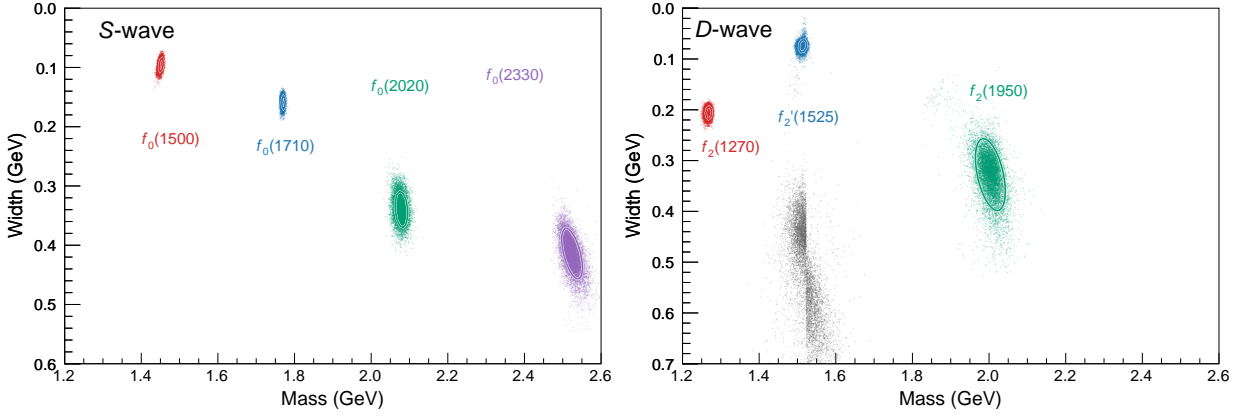 S-wave
0.0
0.1
0.2
0.3
0.4
0.5
0.6
Width (GeV)
f0(1500)
f0(1710)
f0(2020)
f0(2330)
1.2 1.4 1.6 1.8 2.0 2.2 2.4 2.6
Mass (GeV)
D-wave
0.0
0.1
0.2
0.3
0.4
0.5
0.6
0.7
Width (GeV)
f2(1270)
f2'(1525)
f2(1950)
1.2 1.4 1.6 1.8 2.0 2.2 2.4 2.6
Mass (GeV)